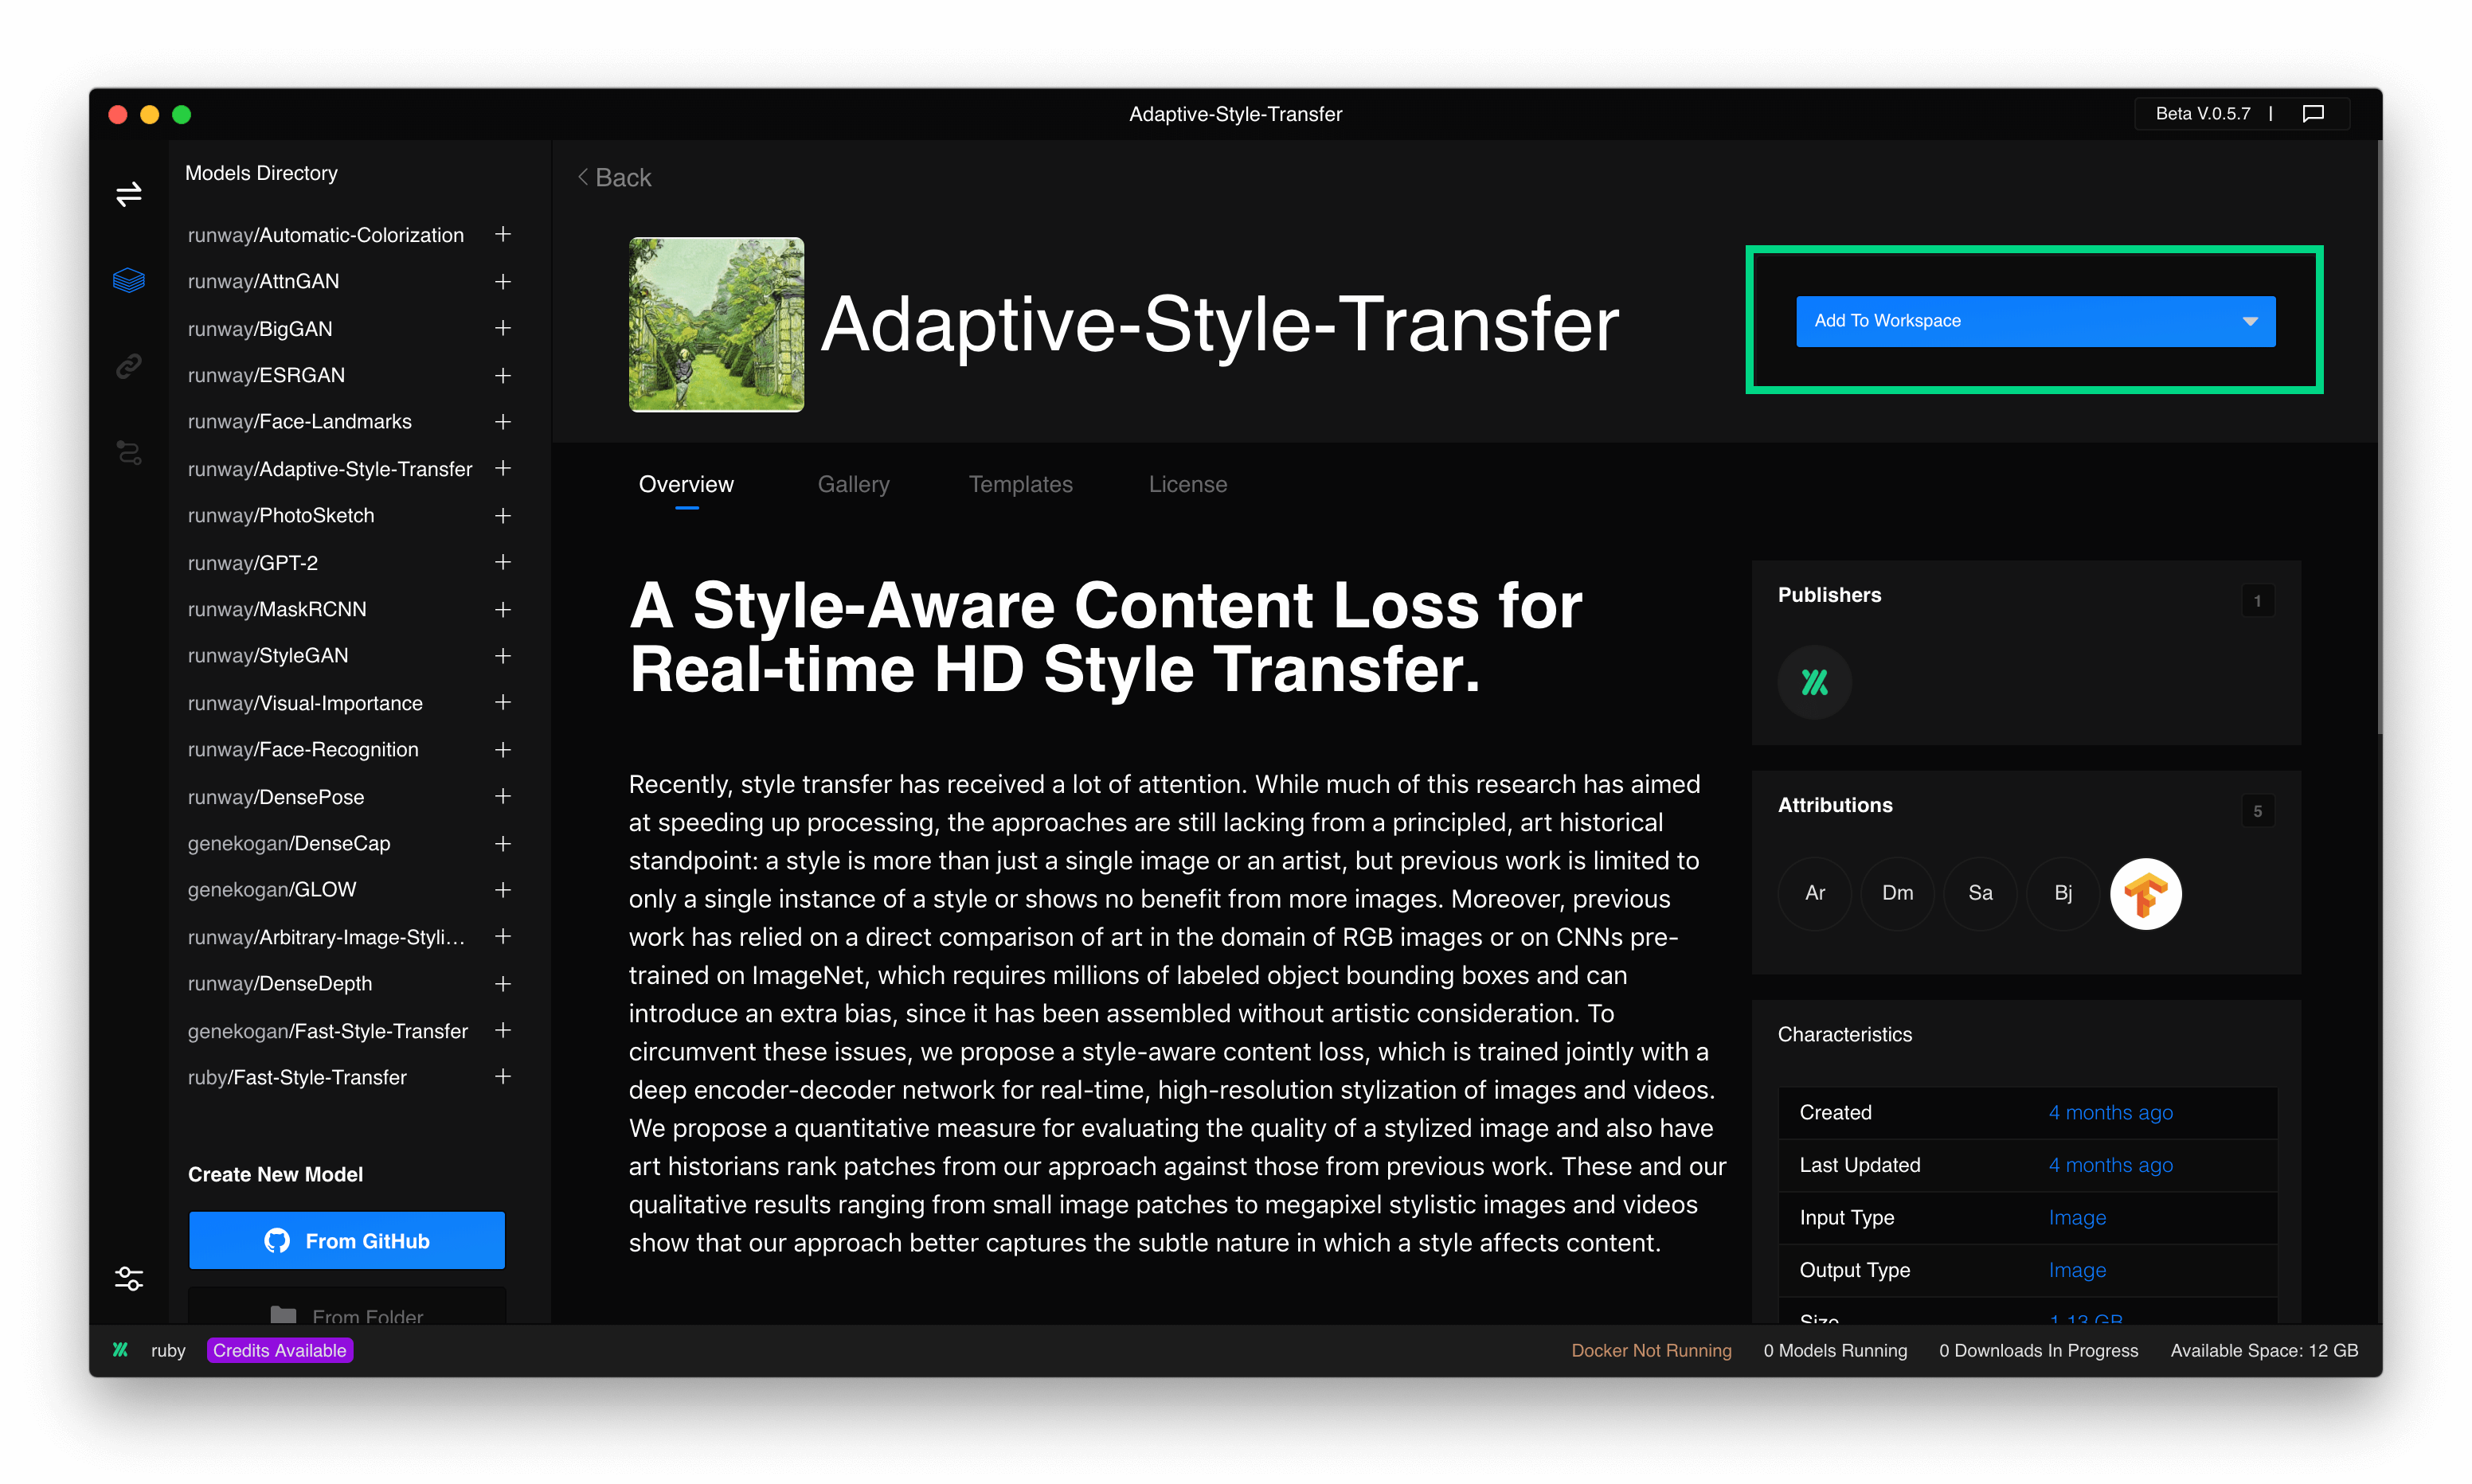 Adaptive-Style-Transfer
Beta V.0.5.7 |
Models Directory
runway/Automatic-Colorization +
runway/AttnGAN +
runway/BigGAN +
runway/ESRGAN +
runway/Face-Landmarks +
runway/Adaptive-Style-Transfer +
runway/PhotoSketch +
runway/GPT-2 +
runway/MaskRCNN +
runway/StyleGAN +
runway/Visual-Importance +
runway/Face-Recognition +
runway/DensePose +
genekogan/DenseCap +
genekogan/GLOW +
runway/Arbitrary-Image-Styli... +
runway/DenseDepth +
genekogan/Fast-Style-Transfer +
ruby/Fast-Style-Transfer +
Create New Model
From GitHub
From Folder
Back
Adaptive-Style-Transfer
Add To Workspace
Overview Gallery Templates License
A Style-Aware Content Loss for
Real-time HD Style Transfer.
Recently, style transfer has received a lot of attention. While much of this research has aimed
at speeding up processing, the approaches are still lacking from a principled, art historical
standpoint: a style is more than just a single image or an artist, but previous work is limited to
only a single instance of a style or shows no benefit from more images. Moreover, previous
work has relied on a direct comparison of art in the domain of RGB images or on CNNs pre-
trained on ImageNet, which requires millions of labeled object bounding boxes and can
introduce an extra bias, since it has been assembled without artistic consideration. To
circumvent these issues, we propose a style-aware content loss, which is trained jointly with a
deep encoder-decoder network for real-time, high-resolution stylization of images and videos.
We propose a quantitative measure for evaluating the quality of a stylized image and also have
art historians rank patches from our approach against those from previous work. These and our
qualitative results ranging from small image patches to megapixel stylistic images and videos
show that our approach better captures the subtle nature in which a style affects content.
Publishers 1
Attributions 5
Ar Dm Sa Bj
Characteristics
Created 4 months ago
Last Updated 4 months ago
Input Type Image
Output Type Image
Size 1.13 GB
ruby Credits Available
Docker Not Running 0 Models Running 0 Downloads In Progress Available Space: 12 GB